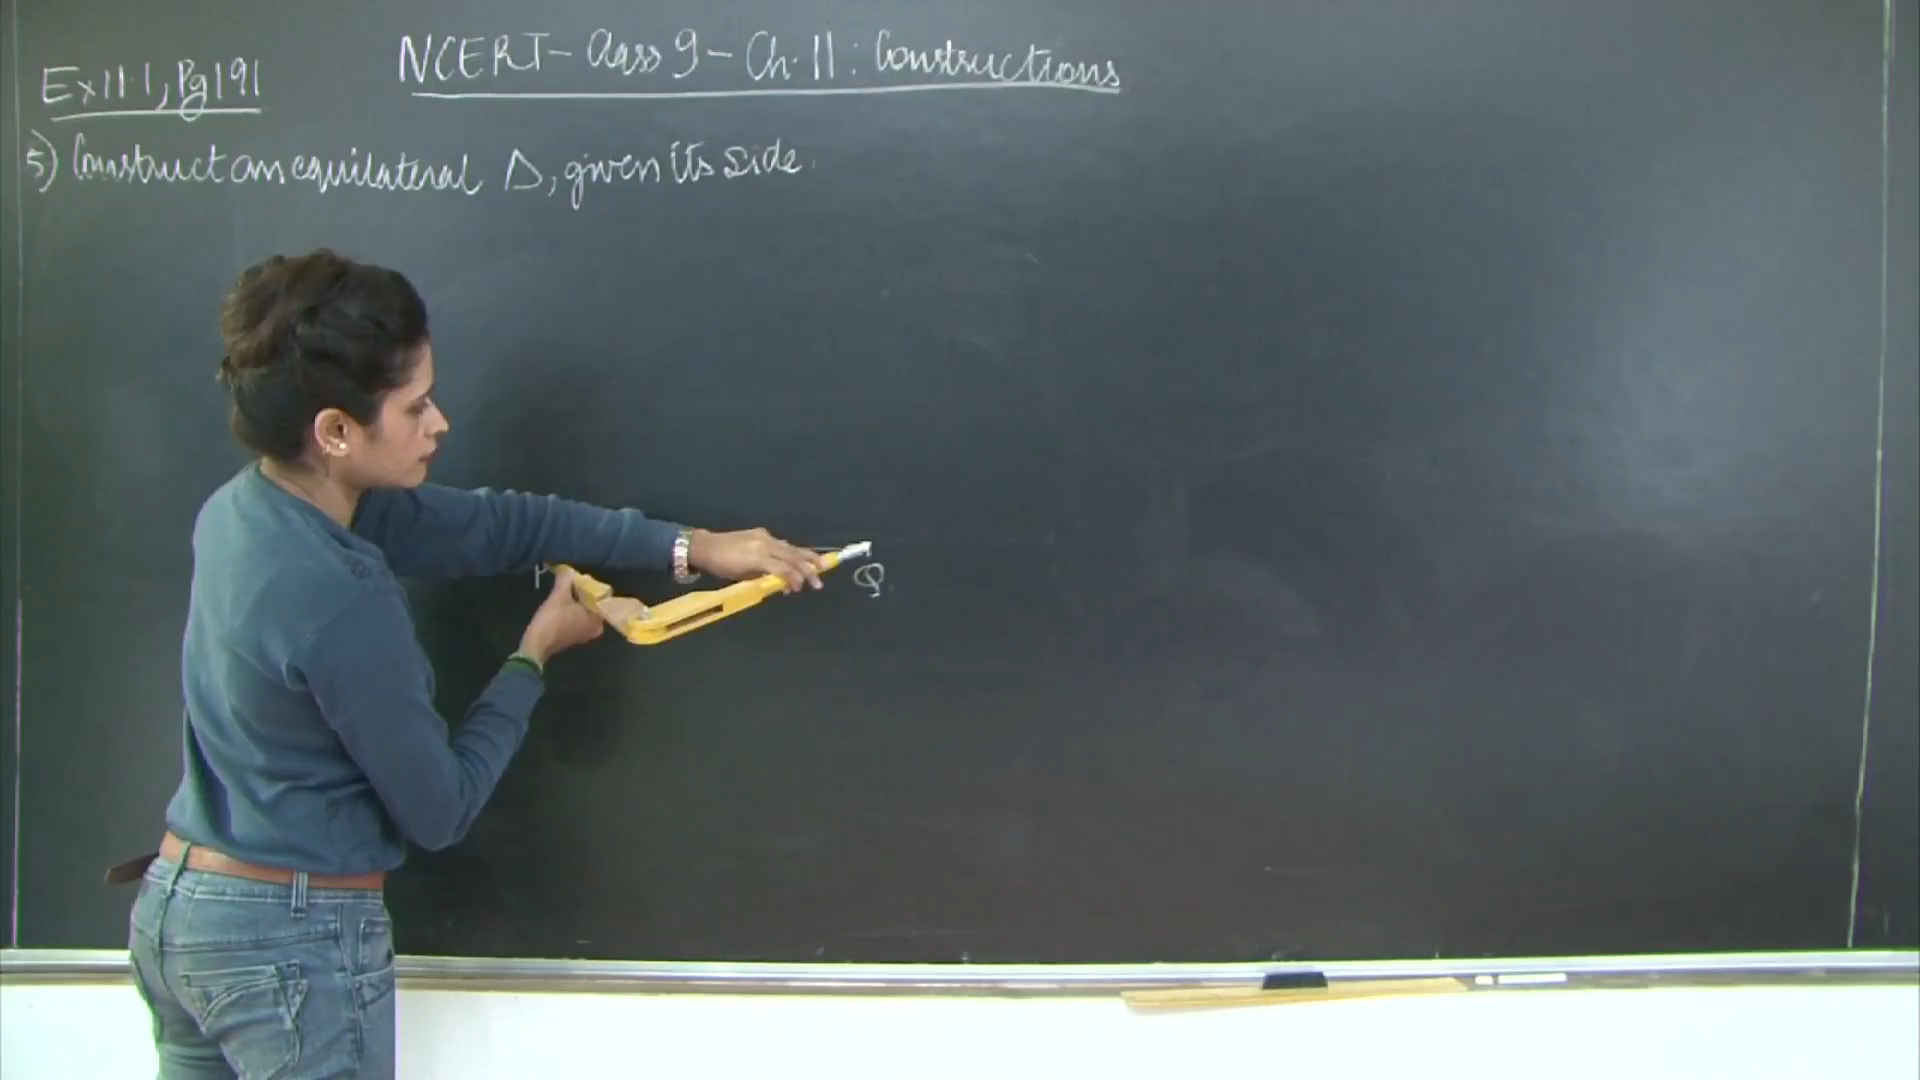 NCERT - Class 9 - Ch. 11 : Constructions
Ex 11.1, Pg 191
5) Construct an equilateral Δ, given its side.
P
Q